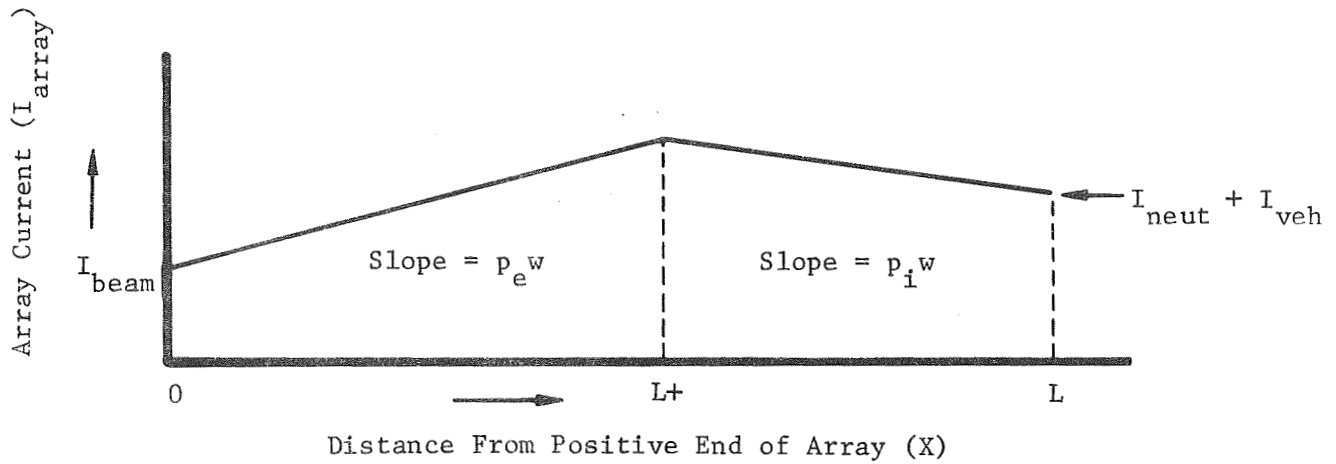 Array Current (I_array)
I_beam
Slope = p_e w
Slope = p_i w
I_neut + I_veh
0
L+
L
Distance From Positive End of Array (X)